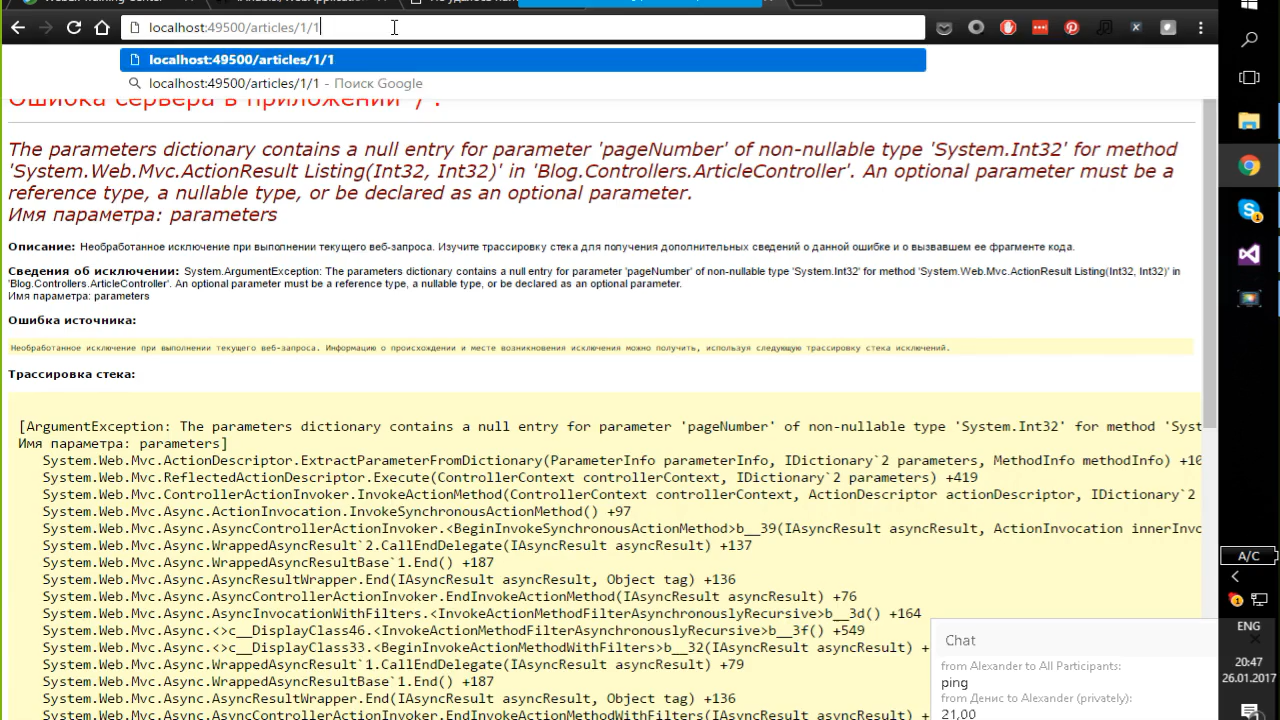 localhost:49500/articles/1/1
localhost:49500/articles/1/1
localhost:49500/articles/1/1 - Поиск Google
Ошибка сервера в приложении '/'.
The parameters dictionary contains a null entry for parameter 'pageNumber' of non-nullable type 'System.Int32' for method
'System.Web.Mvc.ActionResult Listing(Int32, Int32)' in 'Blog.Controllers.ArticleController'. An optional parameter must be a
reference type, a nullable type, or be declared as an optional parameter.
Имя параметра: parameters
Описание: Необработанное исключение при выполнении текущего веб-запроса. Изучите трассировку стека для получения дополнительных сведений о данной ошибке и о вызвавшем ее фрагменте кода.
Сведения об исключении: System.ArgumentException: The parameters dictionary contains a null entry for parameter 'pageNumber' of non-nullable type 'System.Int32' for method 'System.Web.Mvc.ActionResult Listing(Int32, Int32)' in
'Blog.Controllers.ArticleController'. An optional parameter must be a reference type, a nullable type, or be declared as an optional parameter.
Имя параметра: parameters
Ошибка источника:
Необработанное исключение при выполнении текущего веб-запроса. Информацию о происхождении и месте возникновения исключения можно получить, используя следующую трассировку стека исключений.
Трассировка стека:
[ArgumentException: The parameters dictionary contains a null entry for parameter 'pageNumber' of non-nullable type 'System.Int32' for method 'Syst
Имя параметра: parameters]
System.Web.Mvc.ActionDescriptor.ExtractParameterFromDictionary(ParameterInfo parameterInfo, IDictionary`2 parameters, MethodInfo methodInfo) +10
System.Web.Mvc.ReflectedActionDescriptor.Execute(ControllerContext controllerContext, IDictionary`2 parameters) +419
System.Web.Mvc.ControllerActionInvoker.InvokeActionMethod(ControllerContext controllerContext, ActionDescriptor actionDescriptor, IDictionary`2
System.Web.Mvc.Async.ActionInvocation.InvokeSynchronousActionMethod() +97
System.Web.Mvc.Async.AsyncControllerActionInvoker.<BeginInvokeSynchronousActionMethod>b__39(IAsyncResult asyncResult, ActionInvocation innerInvo
System.Web.Mvc.Async.WrappedAsyncResult`2.CallEndDelegate(IAsyncResult asyncResult) +137
System.Web.Mvc.Async.WrappedAsyncResultBase`1.End() +187
System.Web.Mvc.Async.AsyncResultWrapper.End(IAsyncResult asyncResult, Object tag) +136
System.Web.Mvc.Async.AsyncControllerActionInvoker.EndInvokeActionMethod(IAsyncResult asyncResult) +76
System.Web.Mvc.Async.AsyncInvocationWithFilters.<InvokeActionMethodFilterAsynchronouslyRecursive>b__3d() +164
System.Web.Mvc.Async.<>c__DisplayClass46.<InvokeActionMethodFilterAsynchronouslyRecursive>b__3f() +549
System.Web.Mvc.Async.<>c__DisplayClass33.<BeginInvokeActionMethodWithFilters>b__32(IAsyncResult asyncResult) +
System.Web.Mvc.Async.WrappedAsyncResult`1.CallEndDelegate(IAsyncResult asyncResult) +79
System.Web.Mvc.Async.WrappedAsyncResultBase`1.End() +187
System.Web.Mvc.Async.AsyncResultWrapper.End(IAsyncResult asyncResult, Object tag) +136
System.Web.Mvc.Async.AsyncControllerActionInvoker.EndInvokeActionMethodWithFilters(IAsyncResult asyncResult)
Chat
from Alexander to All Participants:
ping
from Денис to Alexander (privately):
21,00
A/C
ENG
20:47
26.01.2017